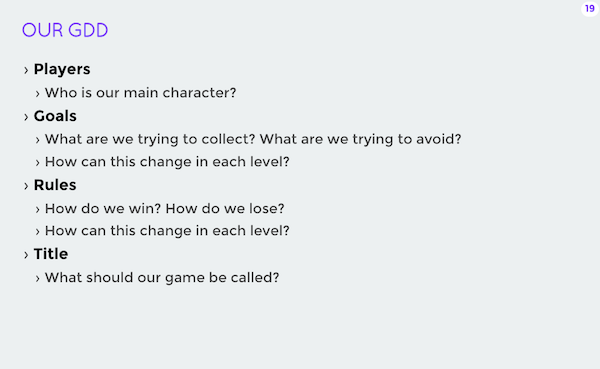 19
OUR GDD
› Players
› Who is our main character?
› Goals
› What are we trying to collect? What are we trying to avoid?
› How can this change in each level?
› Rules
› How do we win? How do we lose?
› How can this change in each level?
› Title
› What should our game be called?